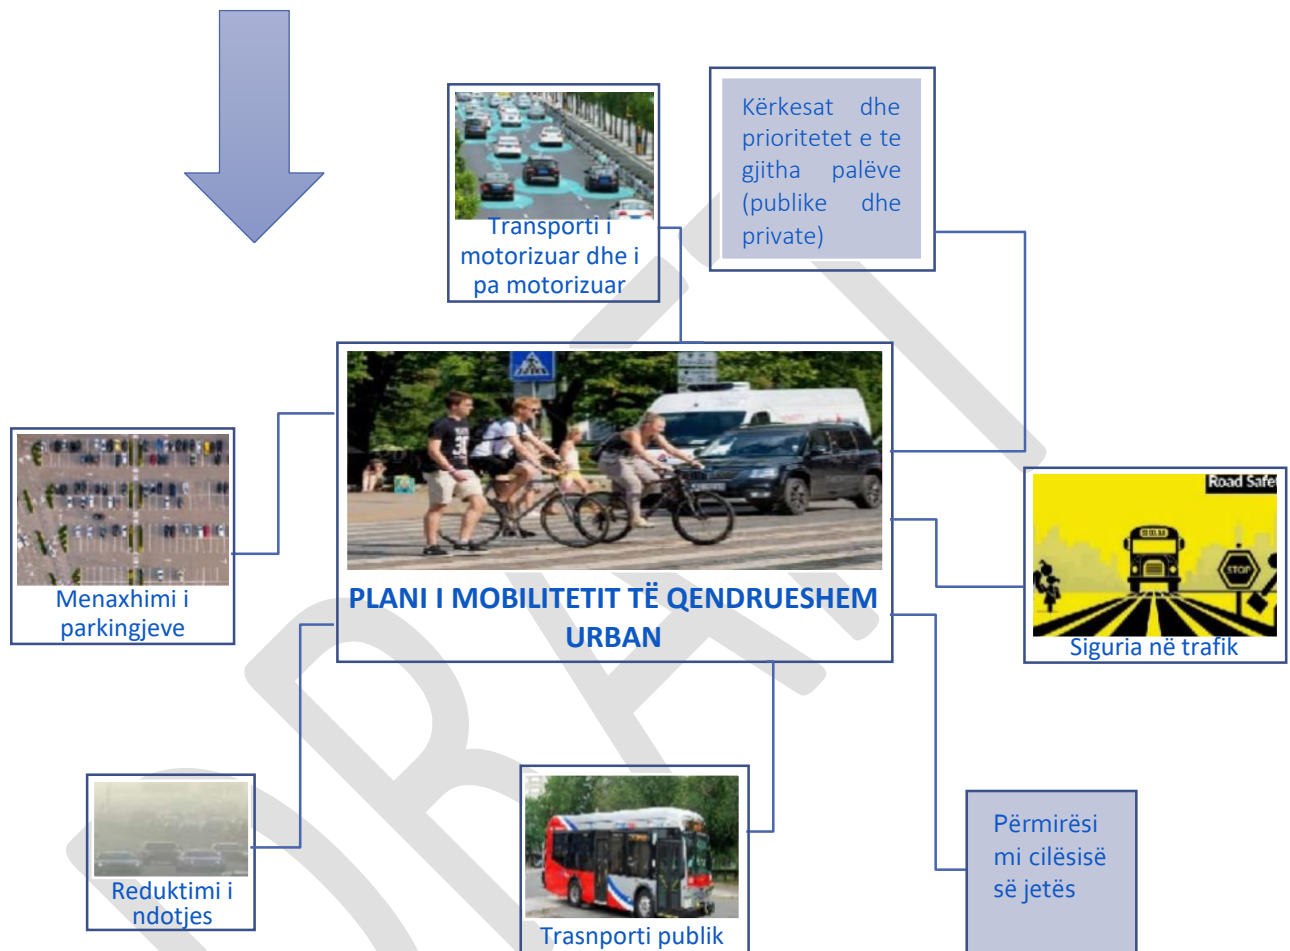 Kërkesat dhe
prioritetet e te
gjitha palëve
(publike dhe
private)
Transporti i
motorizuar dhe i
pa motorizuar
PLANI I MOBILITETIT TË QENDRUESHEM
URBAN
Menaxhimi i
parkingjeve
Road Safe
STOP
Siguria në trafik
Reduktimi i
ndotjes
Trasnporti publik
Përmirësi
mi cilësisë
së jetës
DRAFT